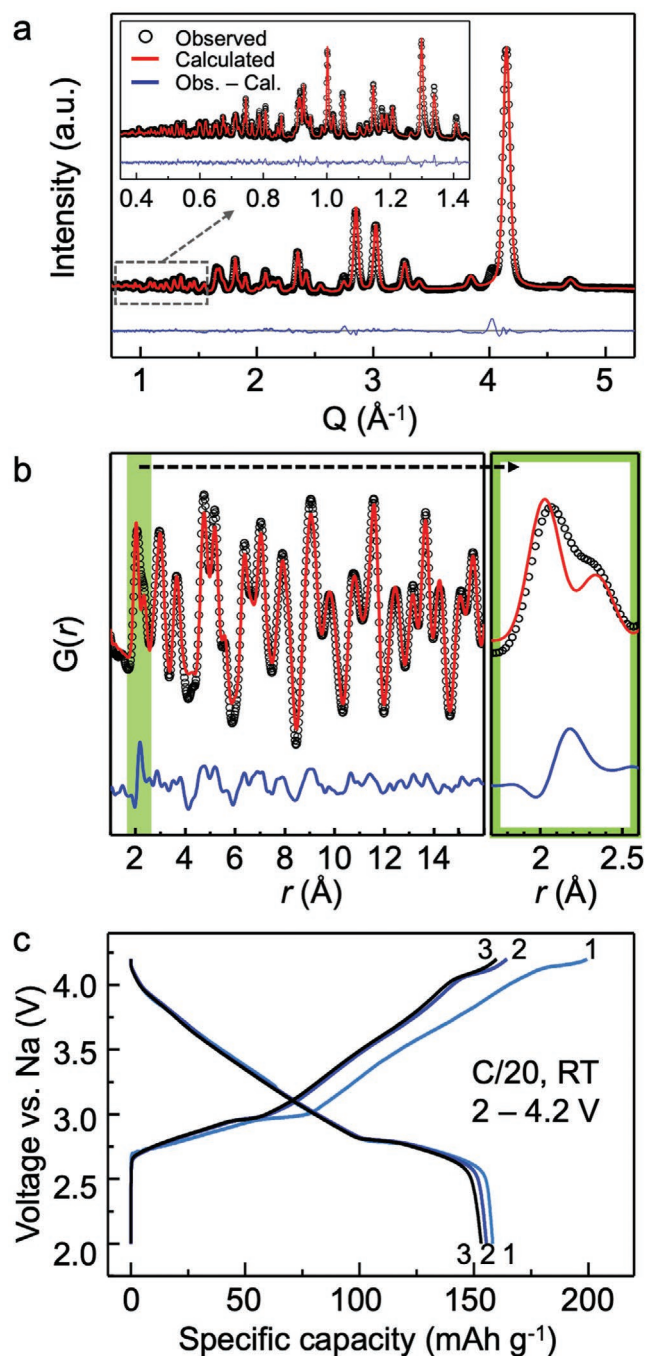 a
Observed
Calculated
Obs. – Cal.
0.4 0.6 0.8 1.0 1.2 1.4
Intensity (a.u.)
1 2 3 4 5
Q (Å⁻¹)
b
G(r)
2 4 6 8 10 12 14
r (Å)
2 2.5
r (Å)
c
3 2 1
4.0
3.5
3.0
2.5
2.0
Voltage vs. Na (V)
C/20, RT
2 – 4.2 V
3 2 1
0 50 100 150 200
Specific capacity (mAh g⁻¹)